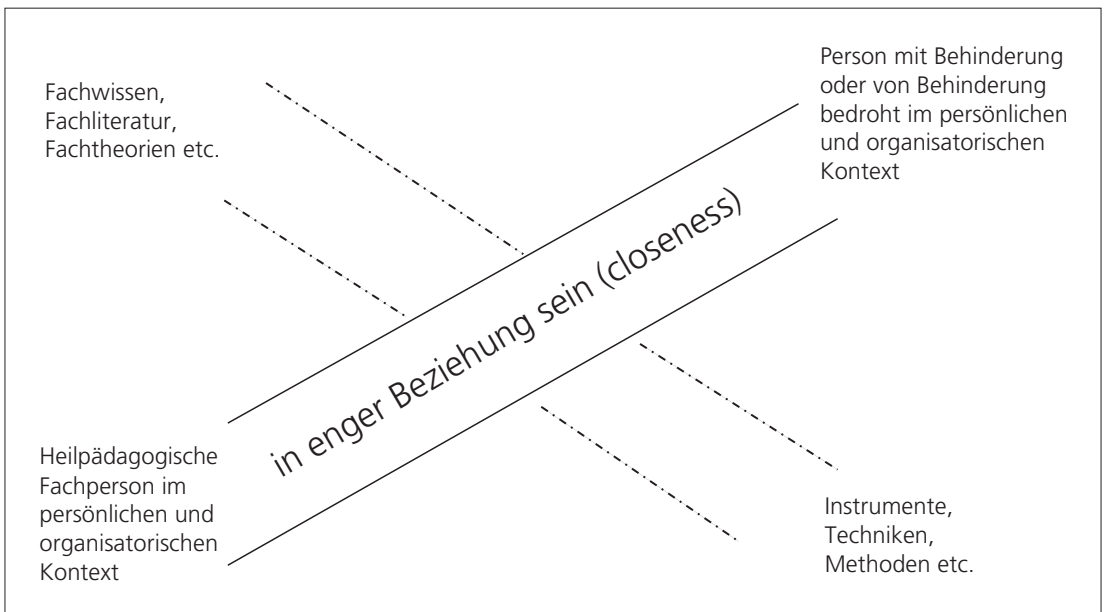 Fachwissen,
Fachliteratur,
Fachtheorien etc.
Person mit Behinderung
oder von Behinderung
bedroht im persönlichen
und organisatorischen
Kontext
in enger Beziehung sein (closeness)
Heilpädagogische
Fachperson im
persönlichen und
organisatorischen
Kontext
Instrumente,
Techniken,
Methoden etc.